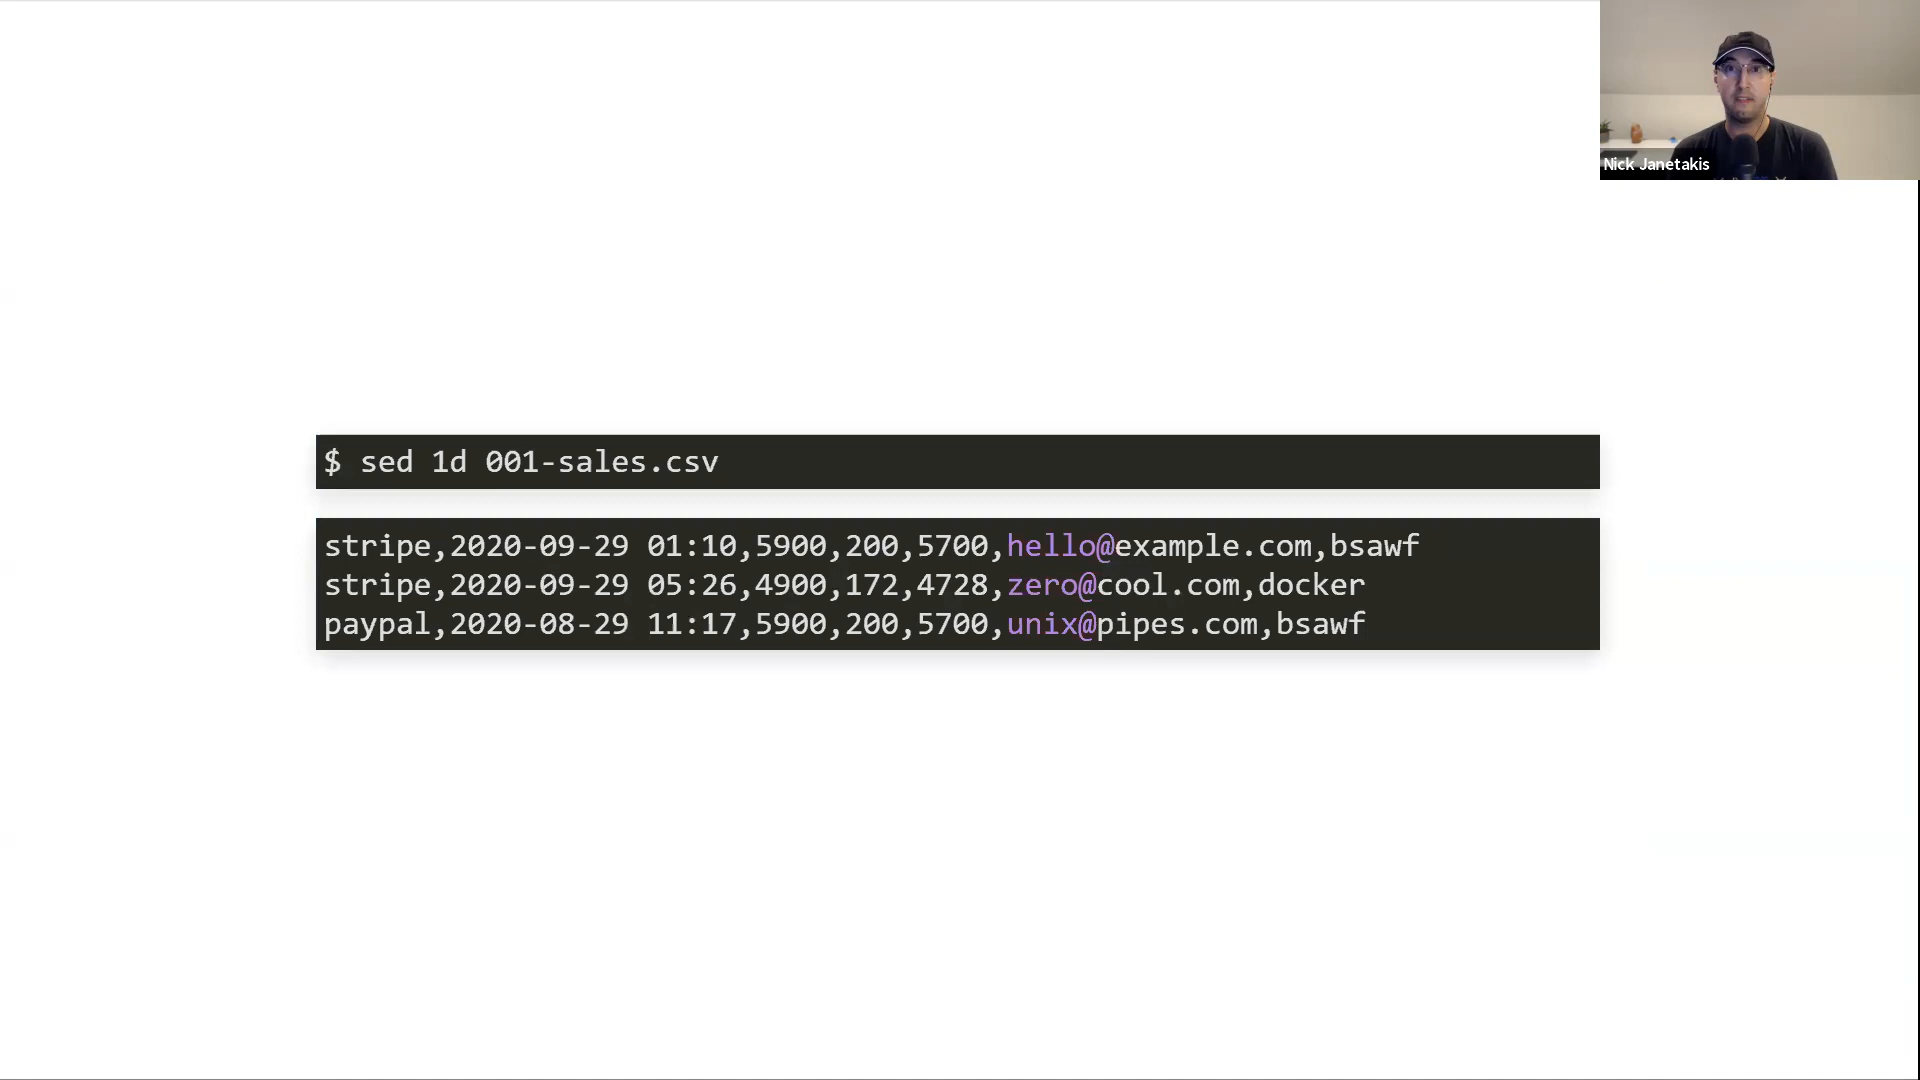 Nick Janetakis
$ sed 1d 001-sales.csv
stripe,2020-09-29 01:10,5900,200,5700,hello@example.com,bsawf
stripe,2020-09-29 05:26,4900,172,4728,zero@cool.com,docker
paypal,2020-08-29 11:17,5900,200,5700,unix@pipes.com,bsawf